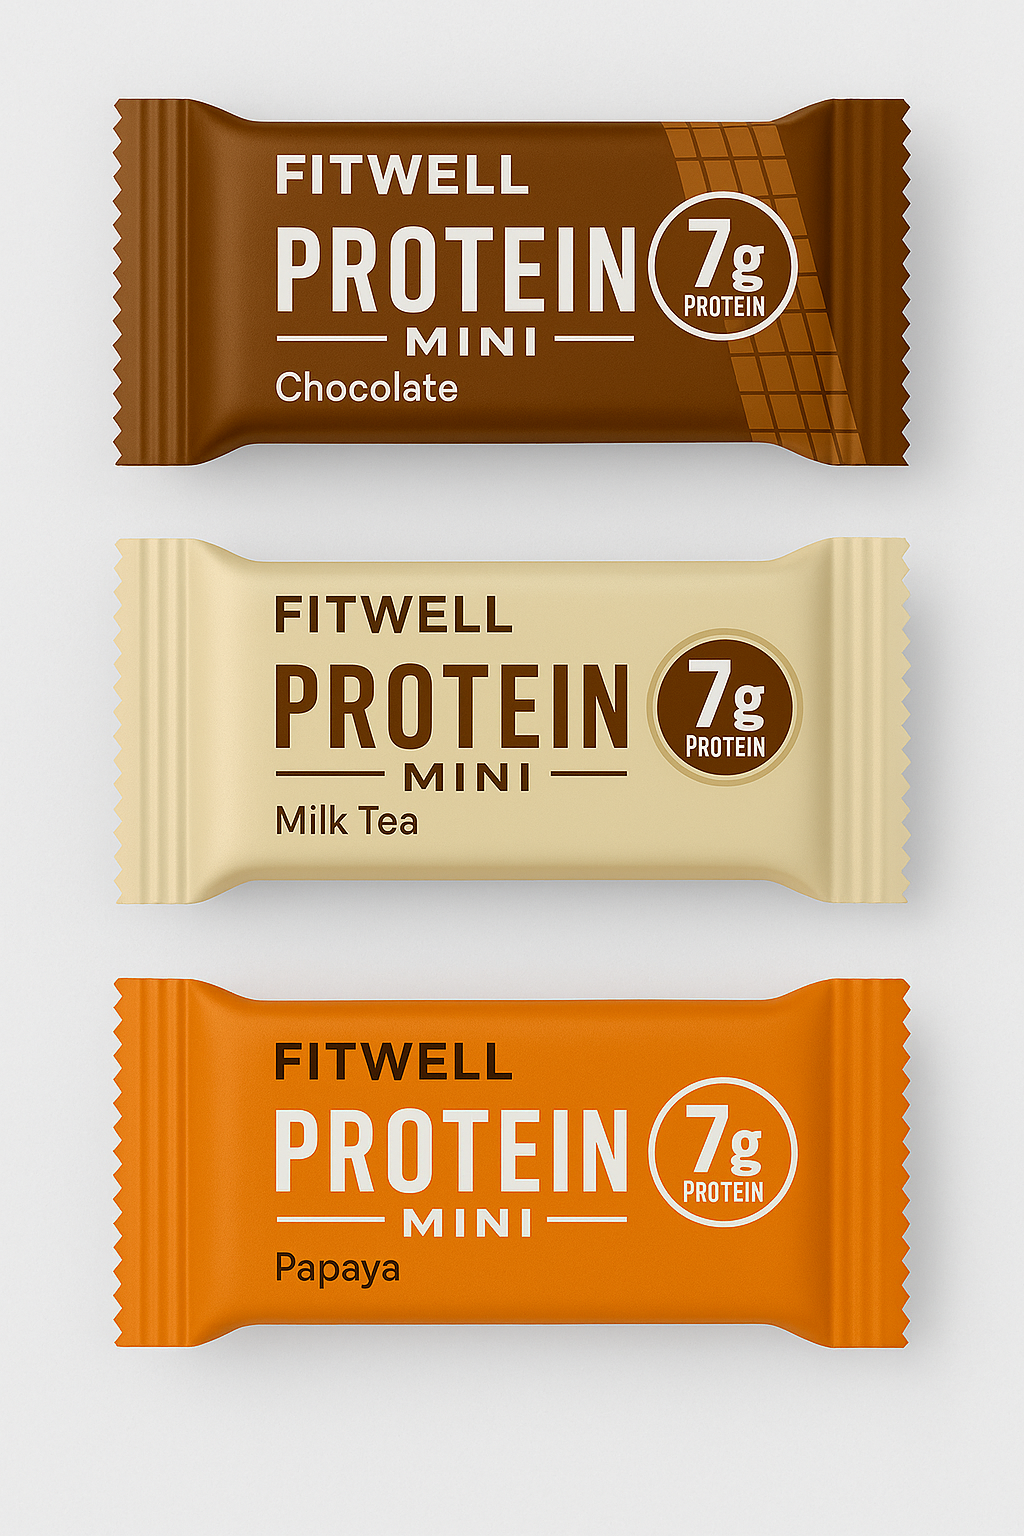 FITWELL
PROTEIN
MINI
Chocolate
7g
PROTEIN
FITWELL
PROTEIN
MINI
Milk Tea
7g
PROTEIN
FITWELL
PROTEIN
MINI
Papaya
7g
PROTEIN